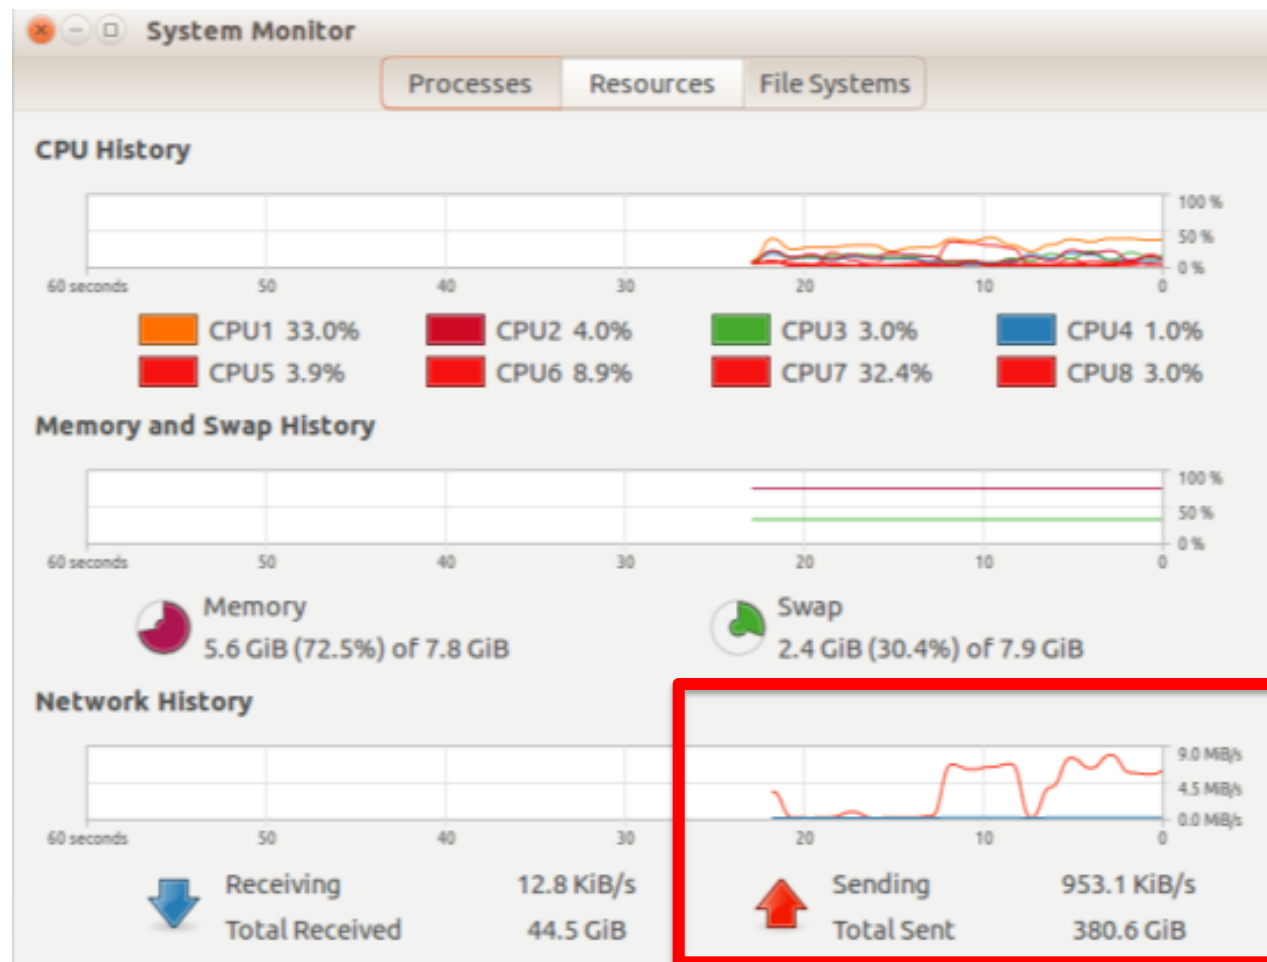 System Monitor
Processes Resources File Systems
CPU History
100 %
50 %
0 %
60 seconds 50 40 30 20 10 0
CPU1 33.0% CPU2 4.0% CPU3 3.0% CPU4 1.0%
CPU5 3.9% CPU6 8.9% CPU7 32.4% CPU8 3.0%
Memory and Swap History
100 %
50 %
0 %
60 seconds 50 40 30 20 10 0
Memory Swap
5.6 GiB (72.5%) of 7.8 GiB 2.4 GiB (30.4%) of 7.9 GiB
Network History
9.0 MiB/s
4.5 MiB/s
0.0 MiB/s
60 seconds 50 40 30 20 10 0
Receiving 12.8 KiB/s Sending 953.1 KiB/s
Total Received 44.5 GiB Total Sent 380.6 GiB